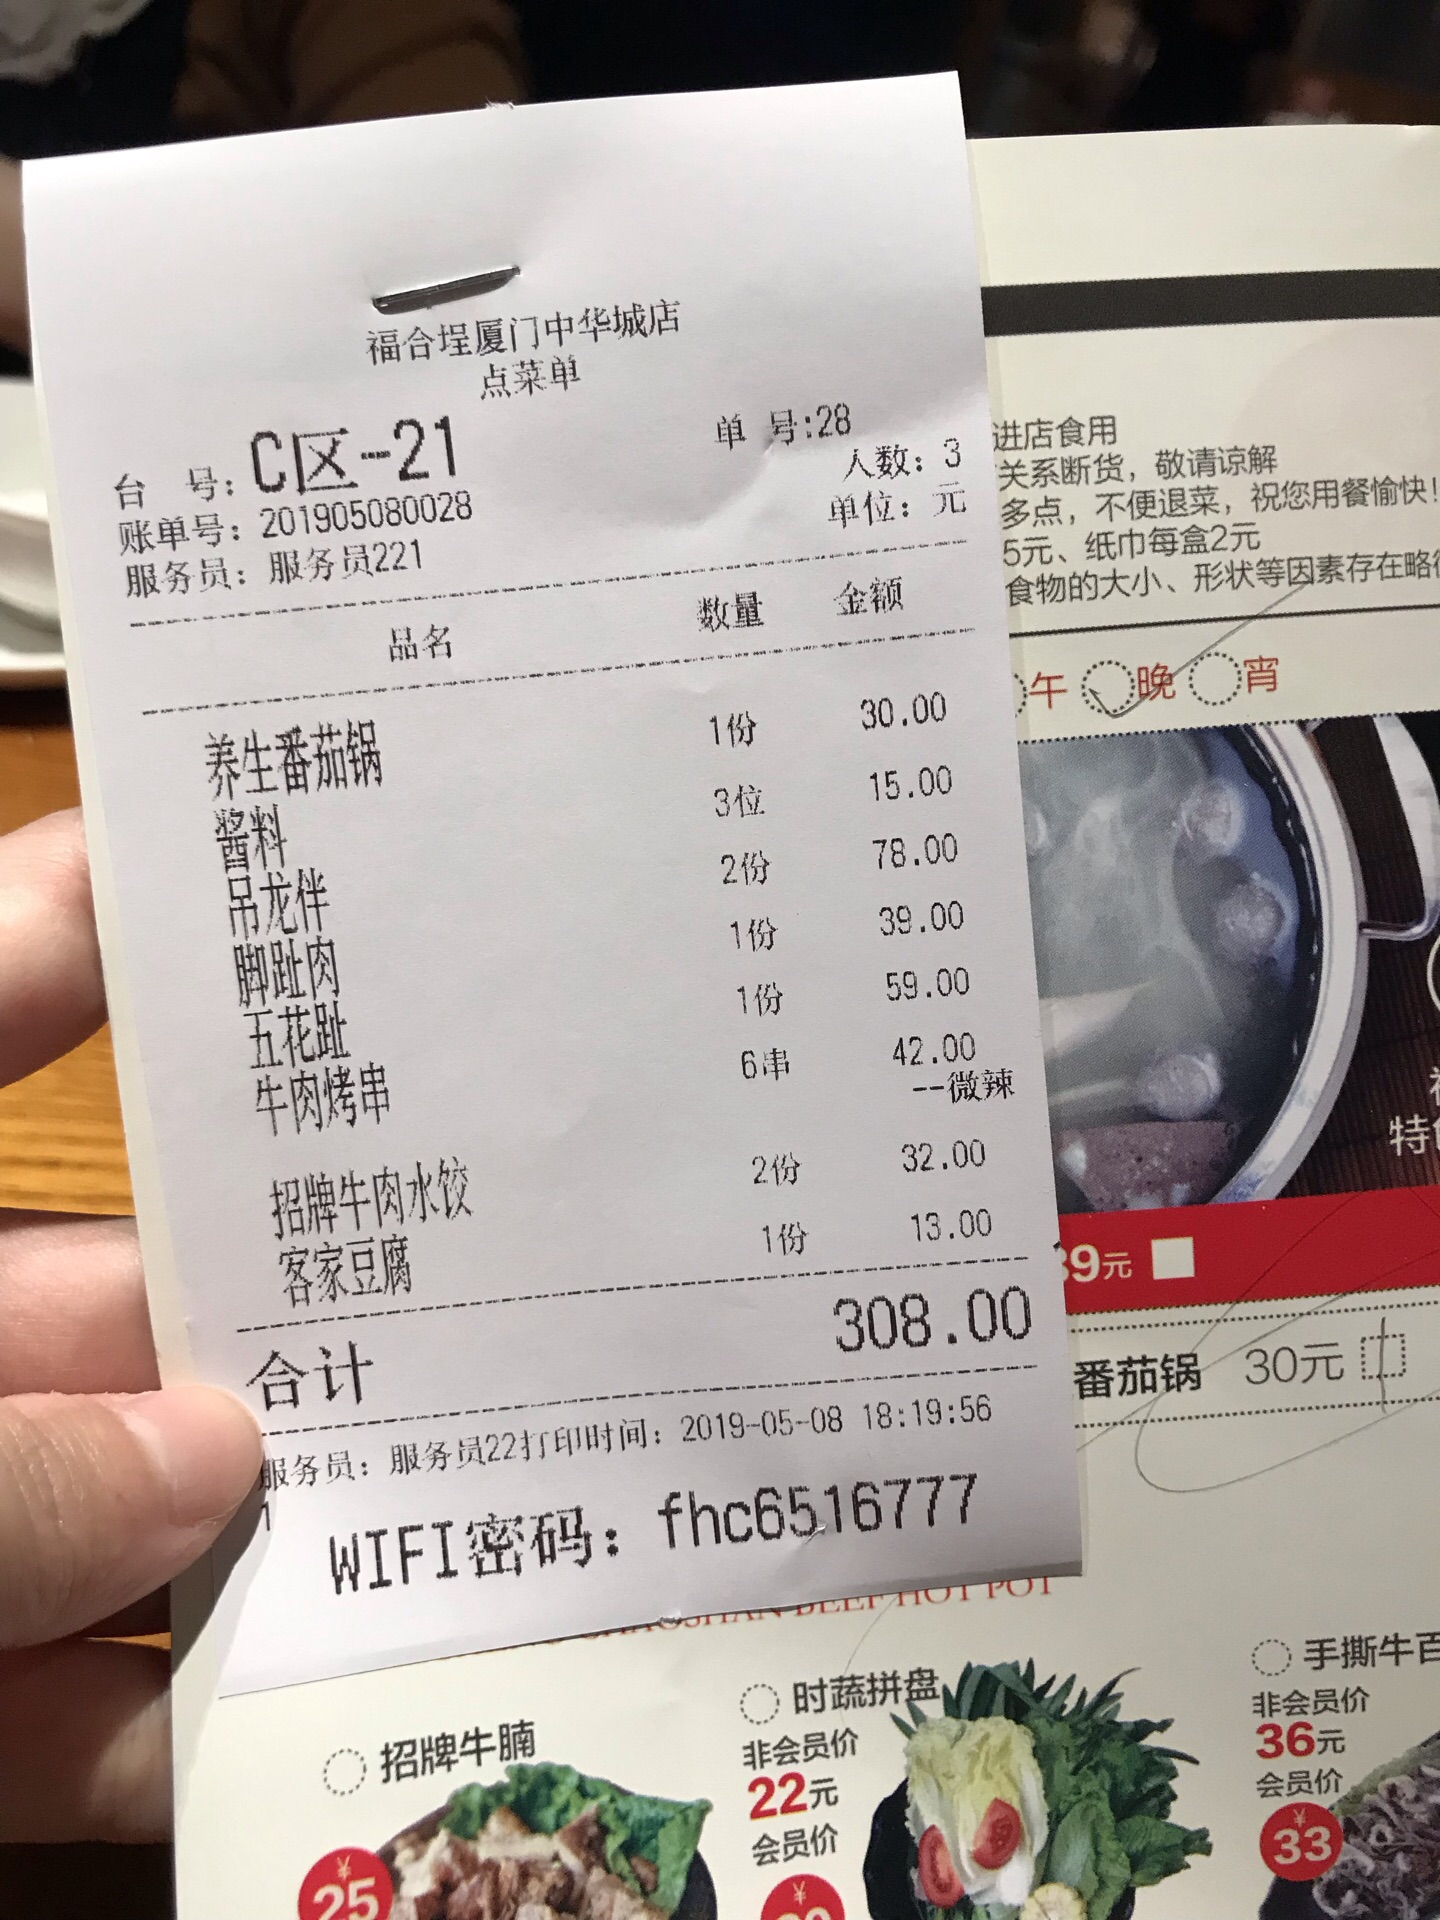 福合埕厦门中华城店
点菜单
台 号：C区-21
单 号:28
账单号：201905080028
人数：3
服务员：服务员221
单位：元
品名 数量 金额
养生番茄锅 1份 30.00
酱料 3位 15.00
吊龙伴 2份 78.00
脚趾肉 1份 39.00
五花趾 1份 59.00
牛肉烤串 6串 42.00
--微辣
招牌牛肉水饺 2份 32.00
客家豆腐 1份 13.00
合计 308.00
服务员：服务员22打印时间：2019-05-08 18:19:56
1
WIFI密码：fhc6516777
进店食用
关系断货，敬请谅解
多点，不便退菜，祝您用餐愉快！
5元、纸巾每盒2元
食物的大小、形状等因素存在略
午 晚 宵
特
39元
番茄锅 30元
CHAOSHAN BEEF HOT POT
招牌牛腩
25
时蔬拼盘
非会员价
22元
会员价
手撕牛百
非会员价
36元
会员价
¥
33